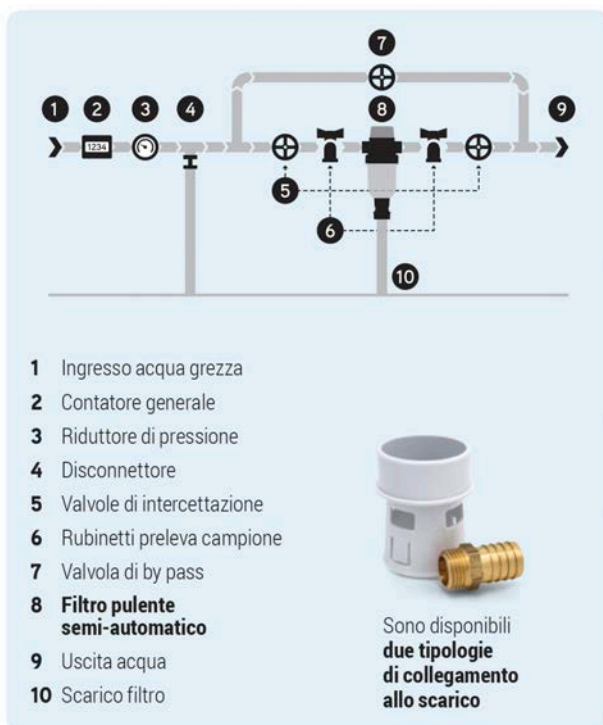 7
1 2 3 4 8 9
1234
5
6
10
1 Ingresso acqua grezza
2 Contatore generale
3 Riduttore di pressione
4 Disconnettore
5 Valvole di intercettazione
6 Rubinetti preleva campione
7 Valvola di by pass
8 Filtro pulente
semi-automatico
9 Uscita acqua
10 Scarico filtro
Sono disponibili
due tipologie
di collegamento
allo scarico